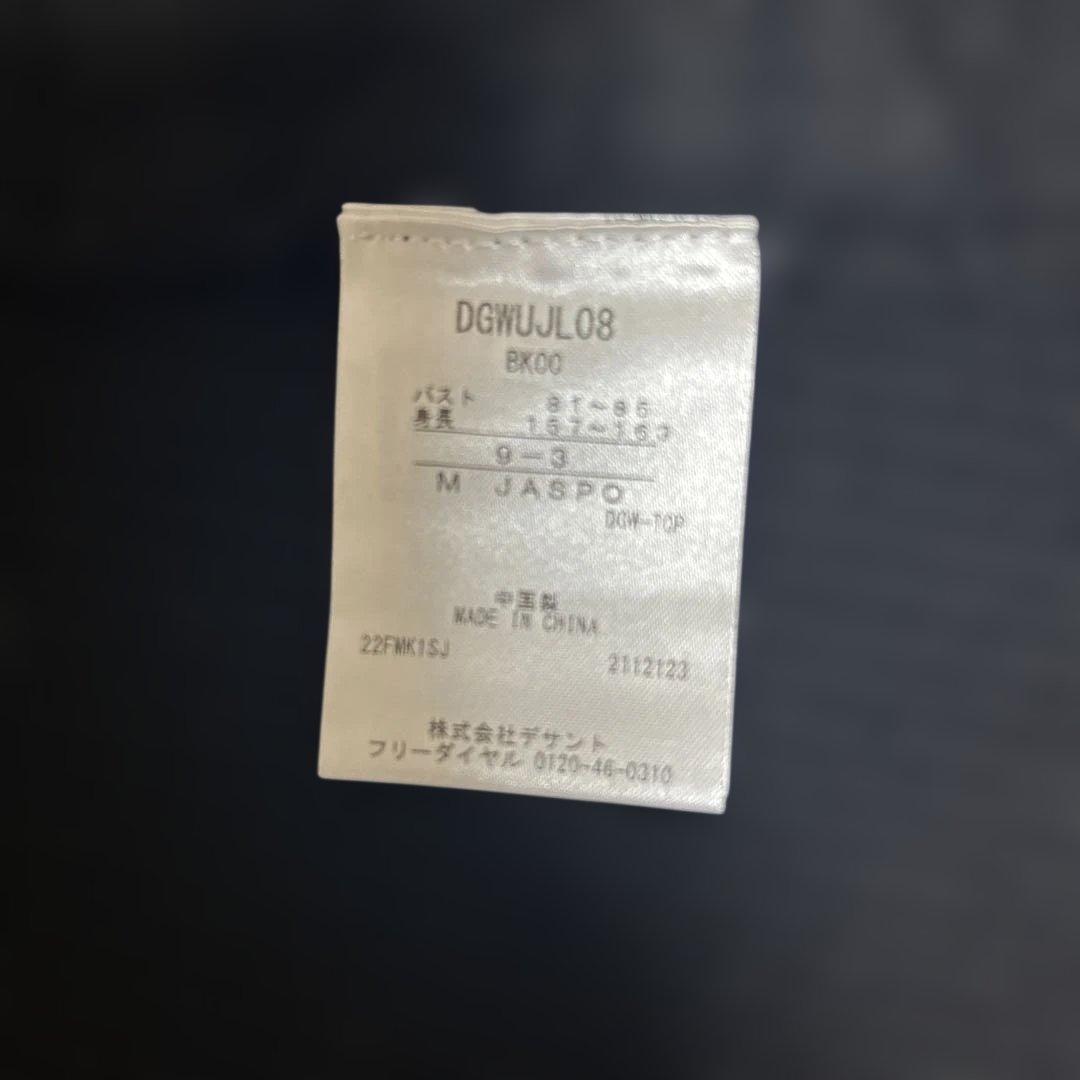 DGWUJL08
BK00
バスト 81～85
身長 157～163
9-3
M JASPO
DGW-TOP
中国製
MADE IN CHINA
22FMK1SJ 2112123
株式会社デサント
フリーダイヤル 0120-46-0310